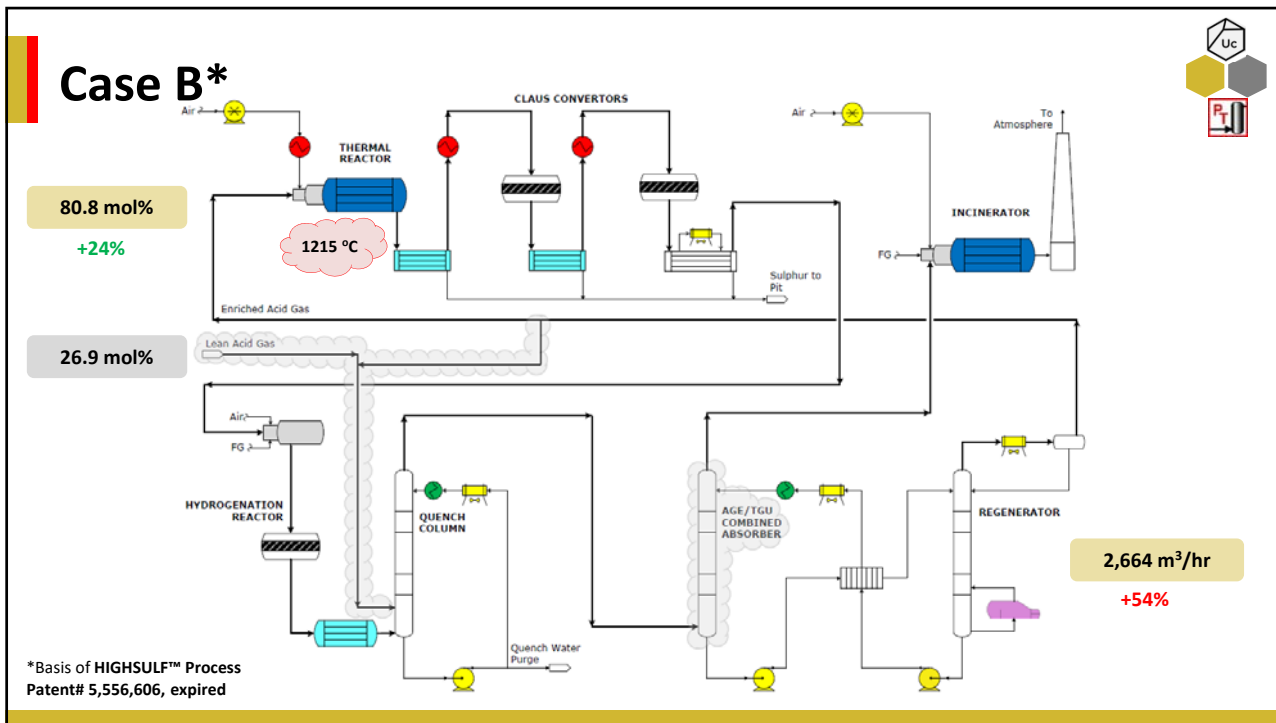 Case B*
Uc
PT
Air
CLAUS CONVERTORS
Air
To
Atmosphere
THERMAL
REACTOR
80.8 mol%
+24%
1215 ºC
INCINERATOR
FG
Sulphur to
Pit
Enriched Acid Gas
Lean Acid Gas
26.9 mol%
Air
FG
HYDROGENATION
REACTOR
QUENCH
COLUMN
AGE/TGU
COMBINED
ABSORBER
REGENERATOR
2,664 m³/hr
+54%
Quench Water
Purge
*Basis of HIGHSULF™ Process
Patent# 5,556,606, expired